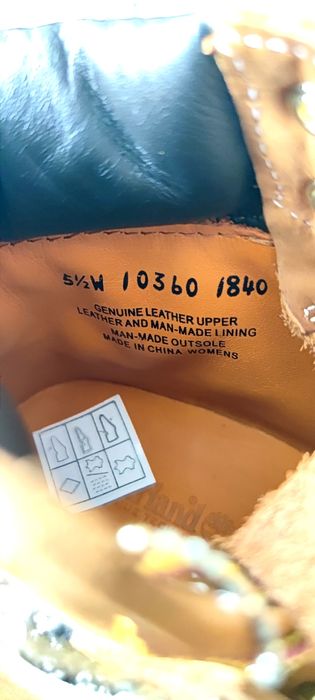 5½W 10360 1840
GENUINE LEATHER UPPER
LEATHER AND MAN-MADE LINING
MAN-MADE OUTSOLE
MADE IN CHINA WOMENS